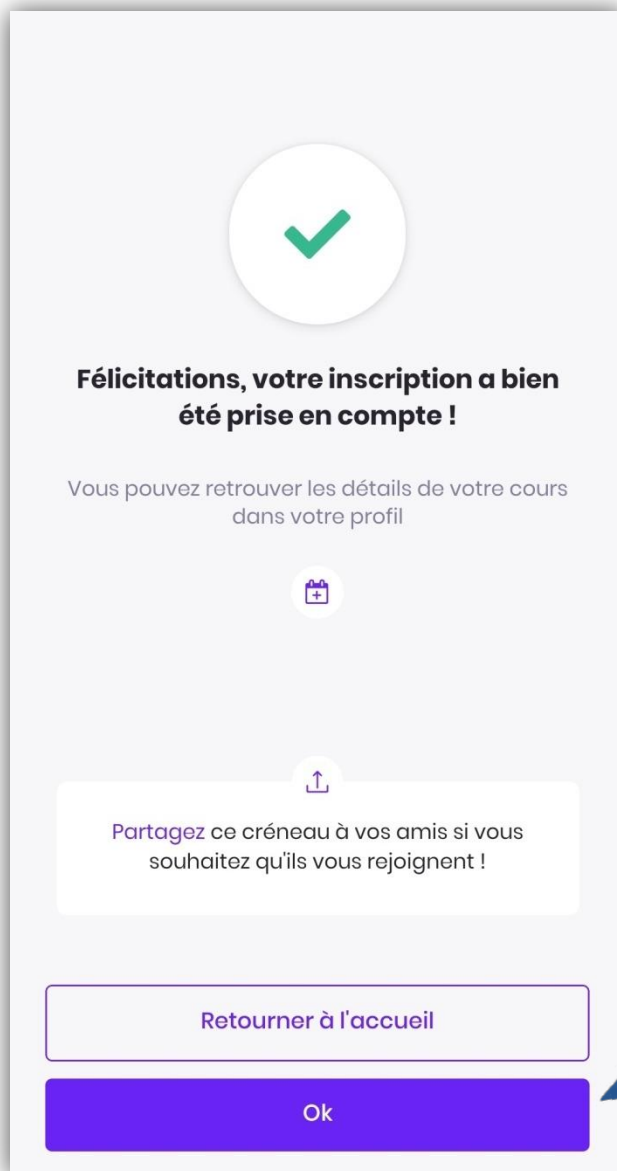 Félicitations, votre inscription a bien
été prise en compte !
Vous pouvez retrouver les détails de votre cours
dans votre profil
Partagez ce créneau à vos amis si vous
souhaitez qu'ils vous rejoignent !
Retourner à l'accueil
Ok